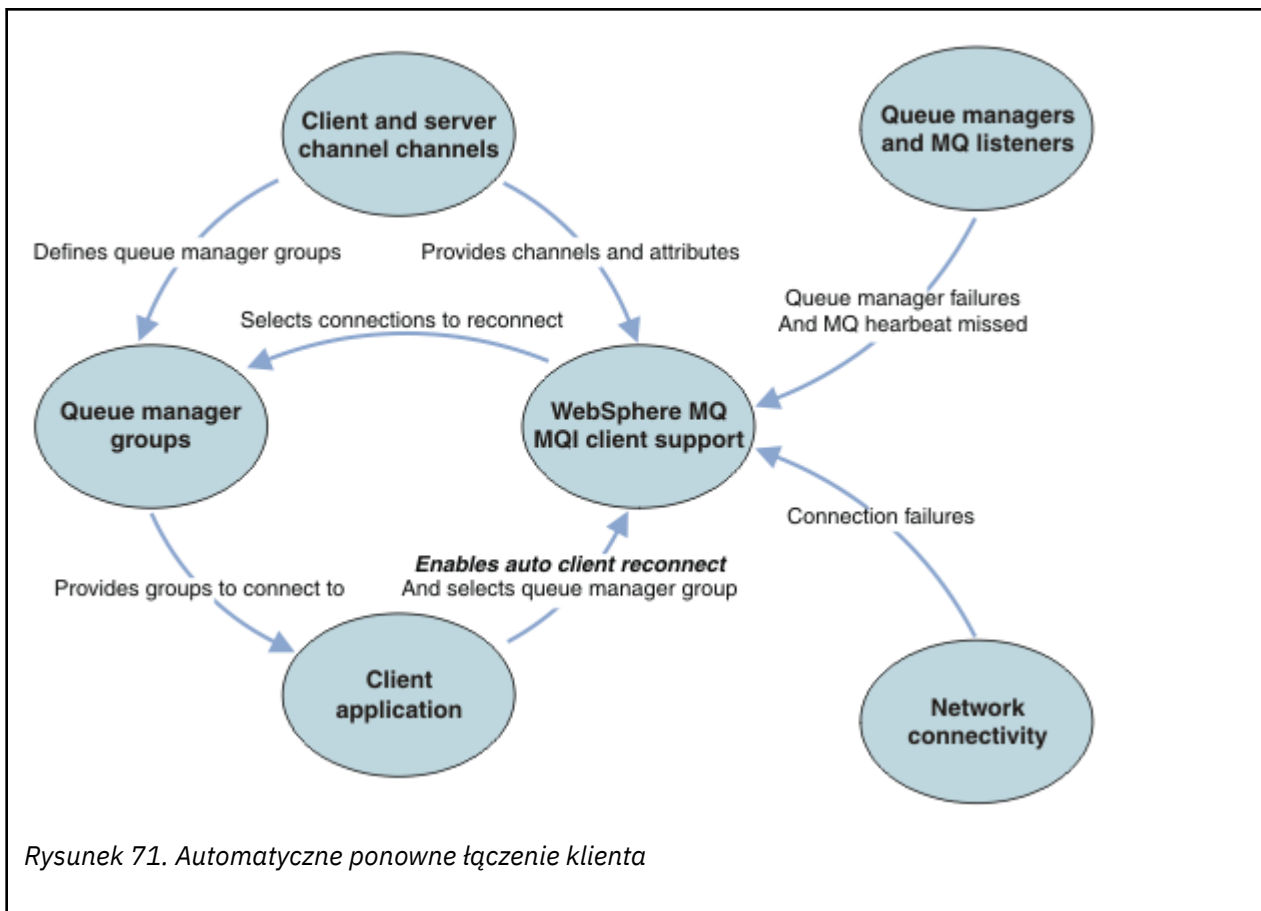 Client and server
channel channels
Queue managers
and MQ listeners
Defines queue manager groups
Provides channels and attributes
Queue manager failures
And MQ hearbeat missed
Selects connections to reconnect
Queue manager
groups
WebSphere MQ
MQI client support
Connection failures
Enables auto client reconnect
And selects queue manager group
Provides groups to connect to
Client
application
Network
connectivity
Rysunek 71. Automatyczne ponowne łączenie klienta